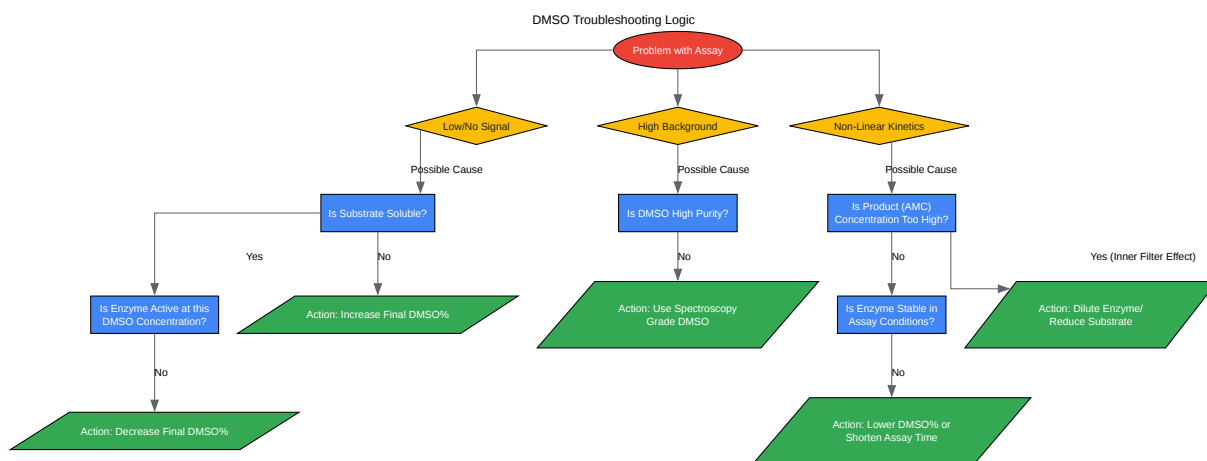 DMSO Troubleshooting Logic
Problem with Assay
Low/No Signal
High Background
Non-Linear Kinetics
Possible Cause
Possible Cause
Possible Cause
Is Substrate Soluble?
Is DMSO High Purity?
Is Product (AMC)
Concentration Too High?
Yes
No
No
No
Yes (Inner Filter Effect)
Is Enzyme Active at this
DMSO Concentration?
Action: Increase Final DMSO%
Action: Use Spectroscopy
Grade DMSO
Is Enzyme Stable in
Assay Conditions?
Action: Dilute Enzyme/
Reduce Substrate
No
No
Action: Decrease Final DMSO%
Action: Lower DMSO% or
Shorten Assay Time